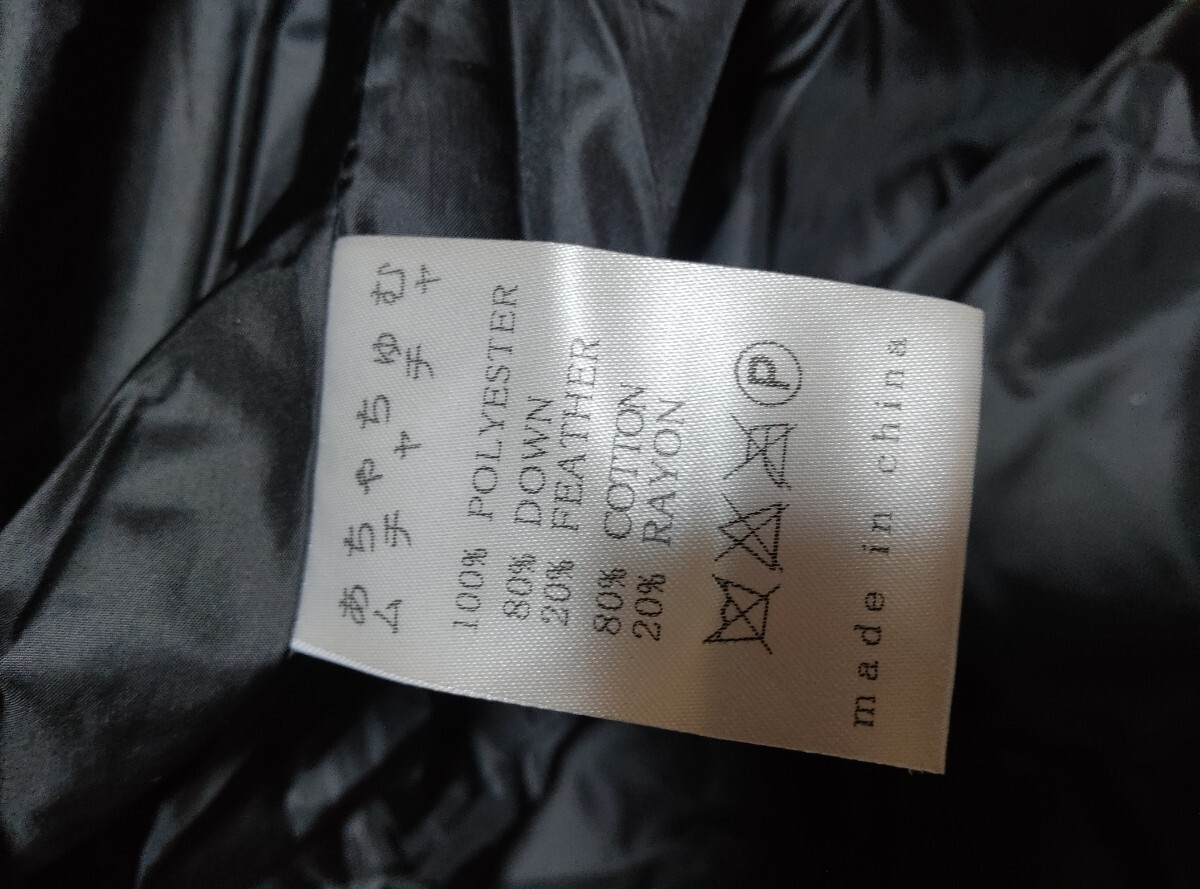 あちゃちゅむ
ムチャチャ
100% POLYESTER
80% DOWN
20% FEATHER
80% COTTON
20% RAYON
P
made in china